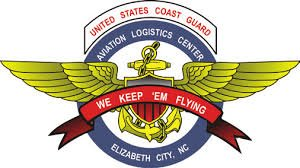 UNITED STATES COAST GUARD
AVIATION LOGISTICS CENTER
WE KEEP 'EM FLYING
ELIZABETH CITY, NC